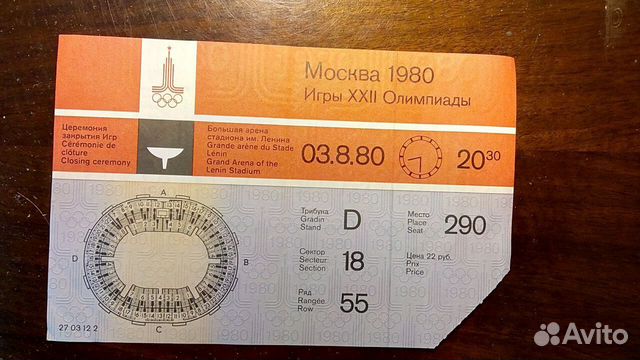 Москва 1980
Игры XXII Олимпиады
Церемония
закрытия Игр
Cérémonie de
clôture
Closing ceremony
Большая арена
стадиона им. Ленина
Grande arène du Stade
Lénin
Grand Arena of the
Lenin Stadium.
03.8.80
20 30
A
B
C
D
Трибуна
Gradin
Stand
D
Место
Place
Seat
290
Сектор
Secteur
Section
18
Цена 22 руб.
Prix
Price
Ряд
Rangée
Row
55
27 03 12 2
1980
Avito